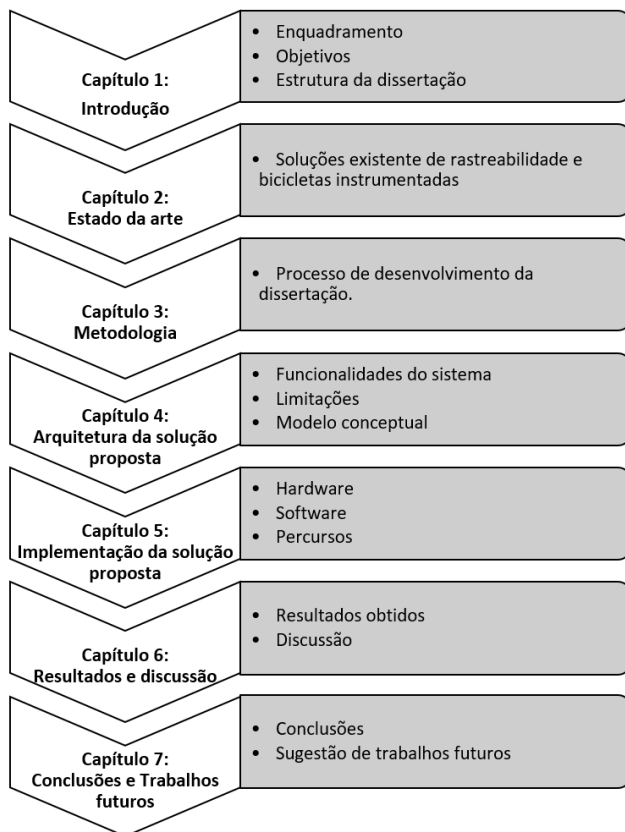 Capítulo 1:
Introdução
• Enquadramento
• Objetivos
• Estrutura da dissertação
Capítulo 2:
Estado da arte
• Soluções existente de rastreabilidade e
bicicletas instrumentadas
Capítulo 3:
Metodologia
• Processo de desenvolvimento da
dissertação.
Capítulo 4:
Arquitetura da solução
proposta
• Funcionalidades do sistema
• Limitações
• Modelo conceptual
Capítulo 5:
Implementação da solução
proposta
• Hardware
• Software
• Percursos
Capítulo 6:
Resultados e discussão
• Resultados obtidos
• Discussão
Capítulo 7:
Conclusões e Trabalhos
futuros
• Conclusões
• Sugestão de trabalhos futuros